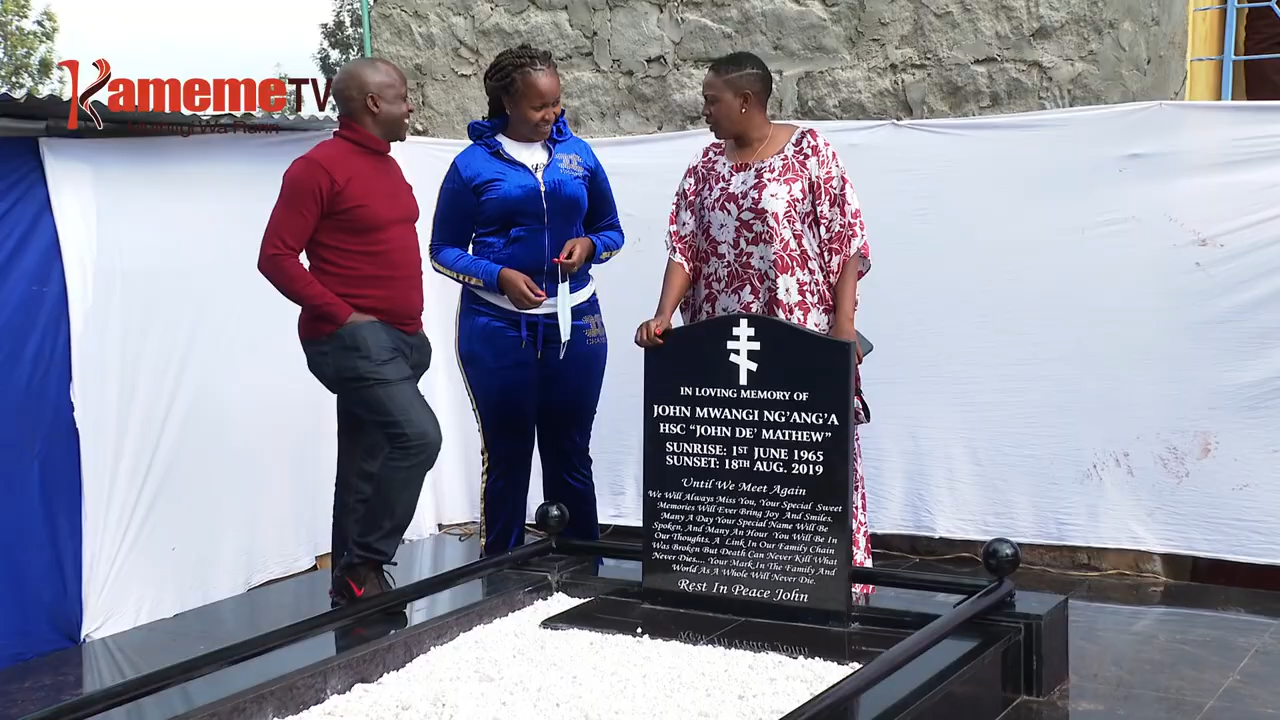 KamemeTV
IN LOVING MEMORY OF
JOHN MWANGI NG'ANG'A
HSC "JOHN DE' MATHEW"
SUNRISE: 1ST JUNE 1965
SUNSET: 18TH AUG. 2019
Until We Meet Again
We Will Always Miss You, Your Special Sweet
Memories Will Ever Bring Joy And Smiles.
Many A Day Your Special Name Will Be
Spoken, And Many An Hour You Will Be In
Our Thoughts. A Link In Our Family Chain
Was Broken But Death Can Never Kill What
Never Dies.... Your Mark In The Family And
World As A Whole Will Never Die.
Rest In Peace John